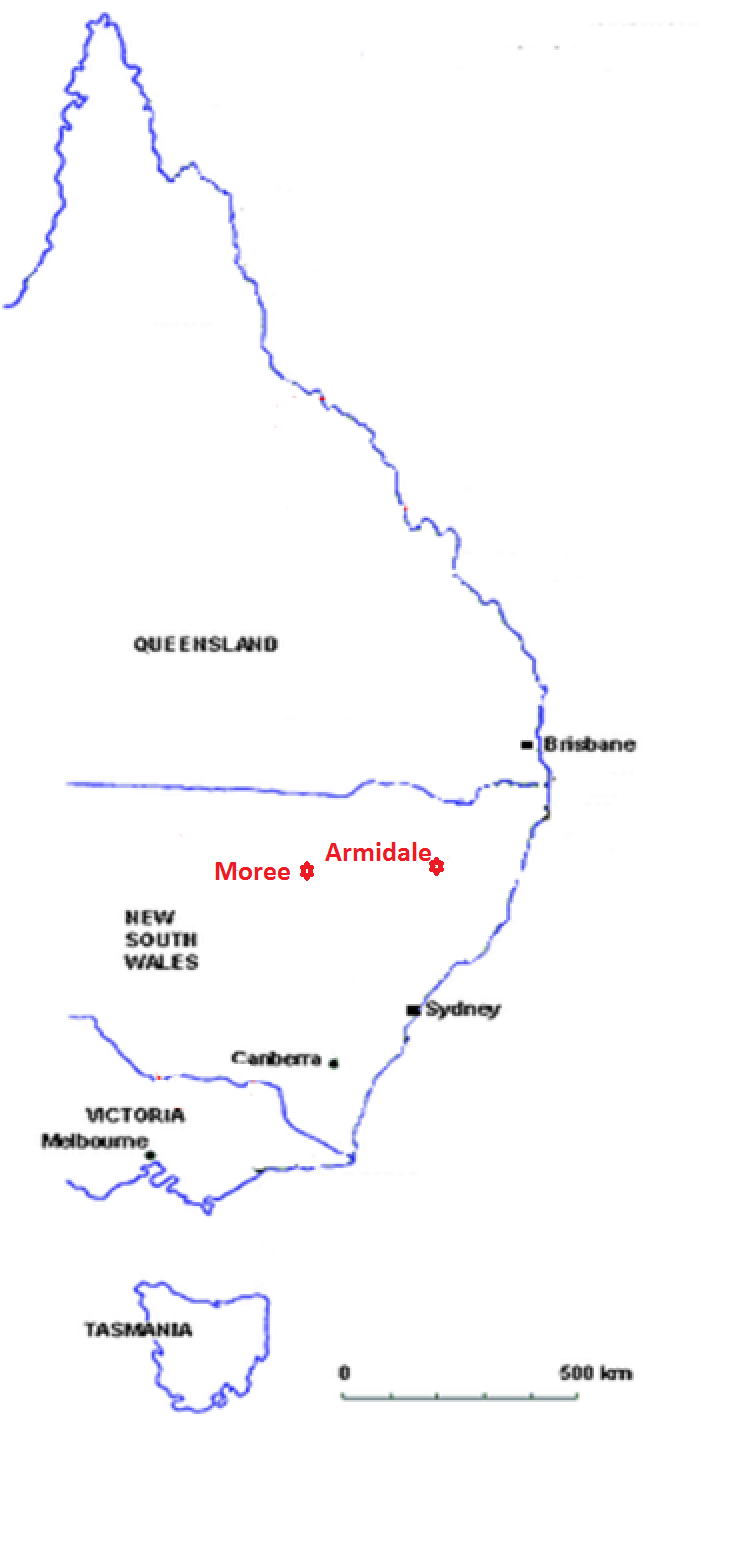 QUEENSLAND
Brisbane
Armidale
Moree
NEW
SOUTH
WALES
Sydney
Canberra
VICTORIA
Melbourne
TASMANIA
0 500 km